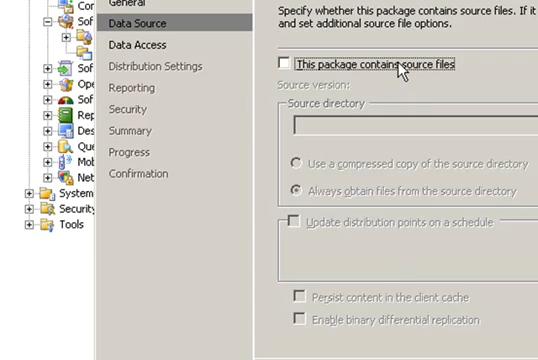 General
Data Source
Data Access
Distribution Settings
Reporting
Security
Summary
Progress
Confirmation
Con
Sof
Sof
Ope
Sof
Rep
Des
Que
Mob
Net
System
Security
Tools
Specify whether this package contains source files. If it
and set additional source file options.
This package contains source files
Source version:
Source directory
Use a compressed copy of the source directory
Always obtain files from the source directory
Update distribution points on a schedule
Persist content in the client cache
Enable binary differential replication